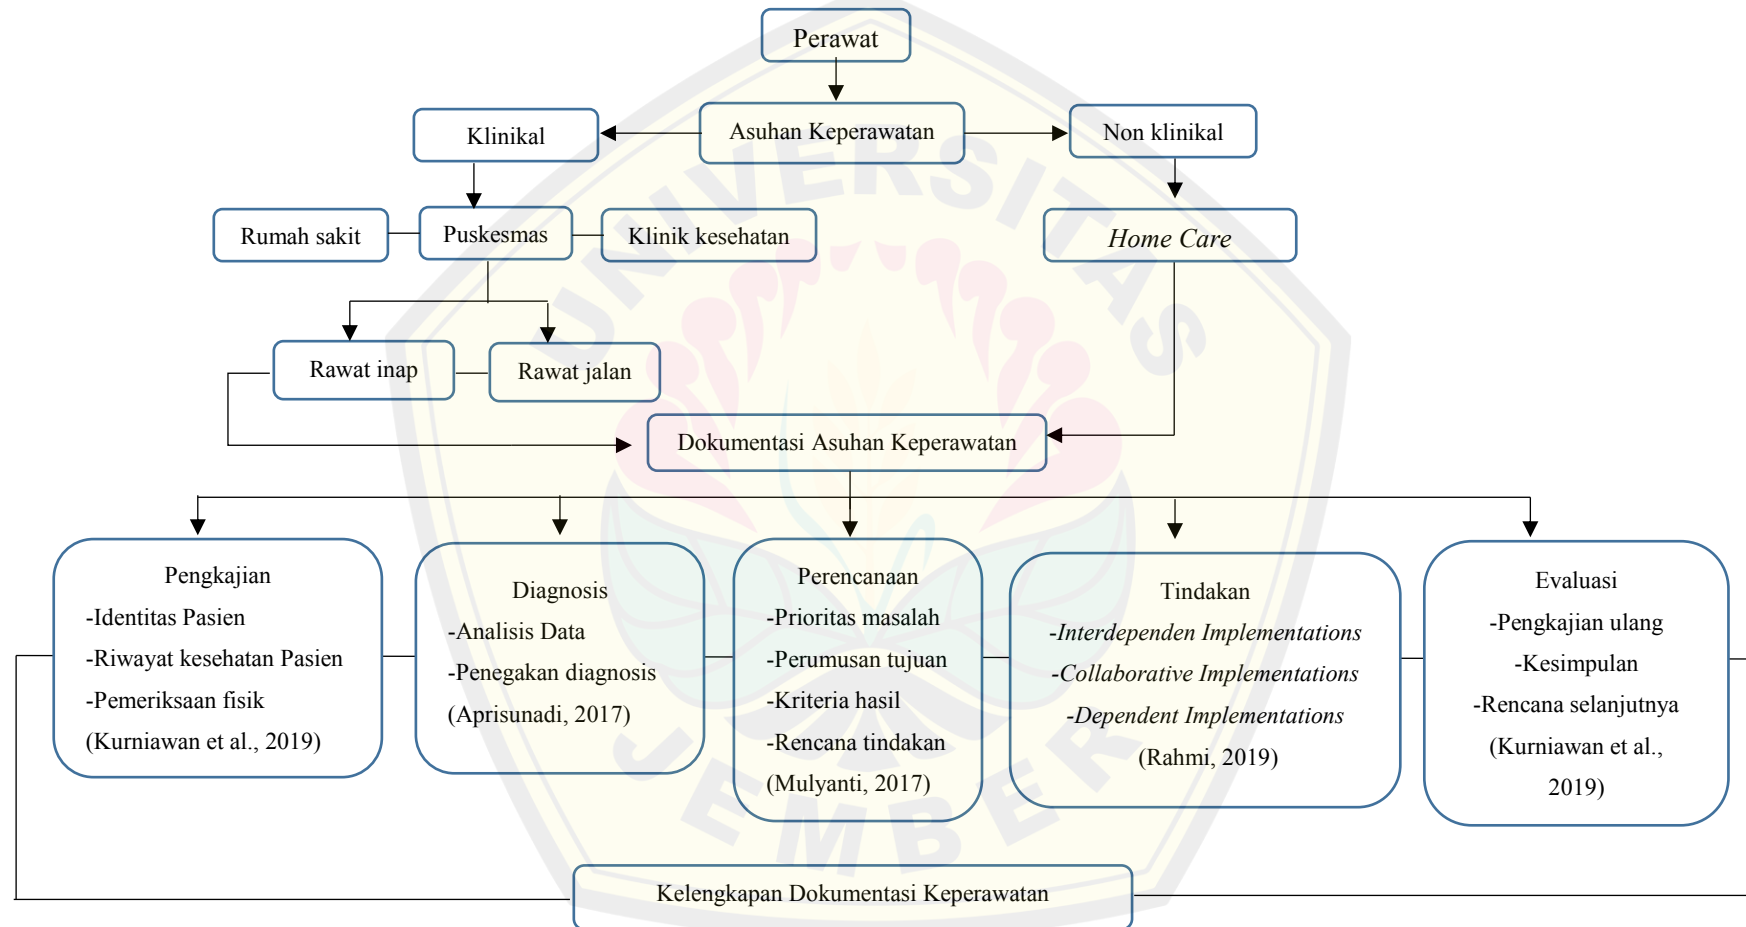 Perawat
Klinikal
Asuhan Keperawatan
Non klinikal
Rumah sakit
Puskesmas
Klinik kesehatan
Home Care
Rawat inap
Rawat jalan
Dokumentasi Asuhan Keperawatan
Pengkajian
-Identitas Pasien
-Riwayat kesehatan Pasien
-Pemeriksaan fisik
(Kurniawan et al., 2019)
Diagnosis
-Analisis Data
-Penegakan diagnosis
(Aprisunadi, 2017)
Perencanaan
-Prioritas masalah
-Perumusan tujuan
-Kriteria hasil
-Rencana tindakan
(Mulyanti, 2017)
Tindakan
-Interdependen Implementations
-Collaborative Implementations
-Dependent Implementations
(Rahmi, 2019)
Evaluasi
-Pengkajian ulang
-Kesimpulan
-Rencana selanjutnya
(Kurniawan et al.,
2019)
Kelengkapan Dokumentasi Keperawatan
UNIVERSITAS
JEMBER